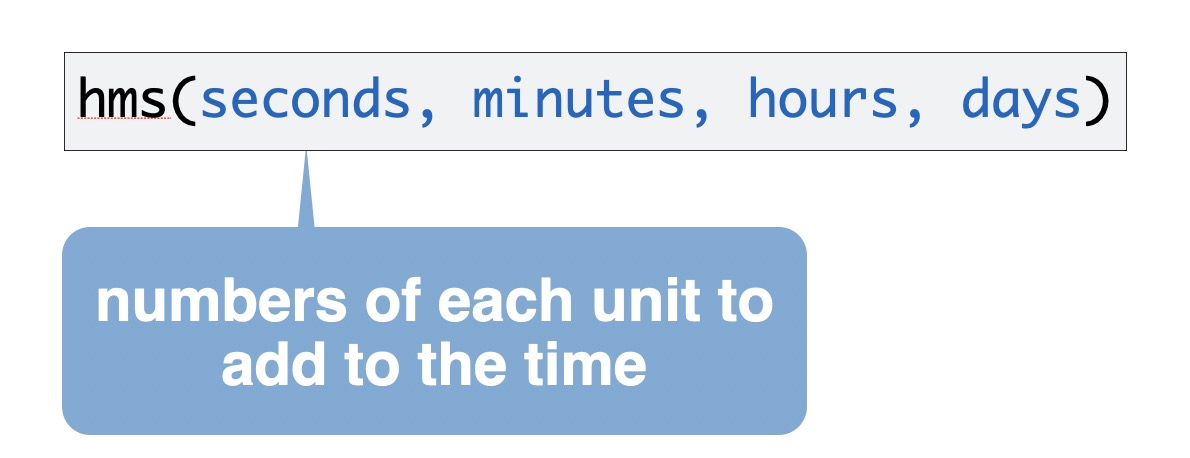 hms(seconds, minutes, hours, days)
numbers of each unit to
add to the time